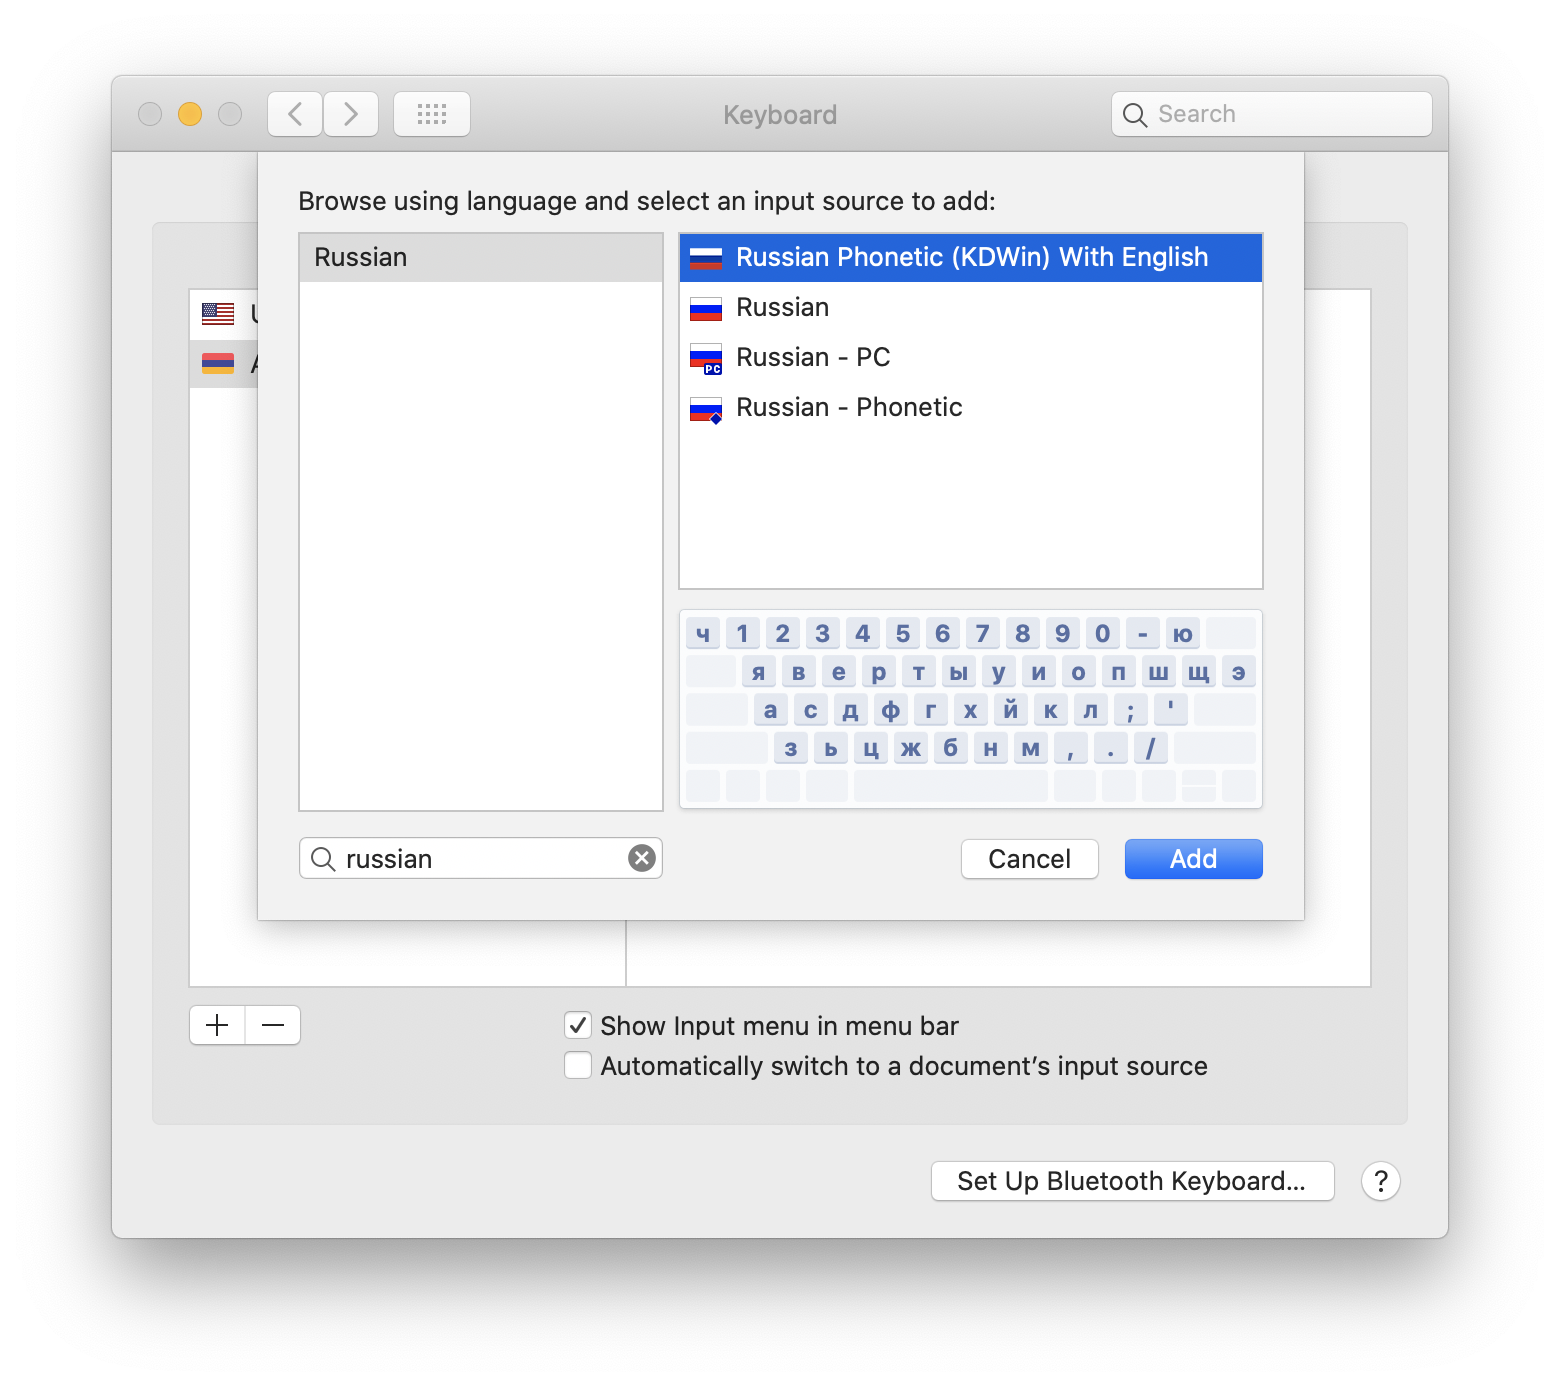 Keyboard
Search
Browse using language and select an input source to add:
Russian
Russian Phonetic (KDWin) With English
Russian
Russian - PC
PC
Russian - Phonetic
ч 1 2 3 4 5 6 7 8 9 0 - ю
я в е р т ы у и о п ш щ э
а с д ф г х й к л ; '
з ь ц ж б н м , . /
russian
Cancel
Add
Show Input menu in menu bar
Automatically switch to a document’s input source
Set Up Bluetooth Keyboard...
?